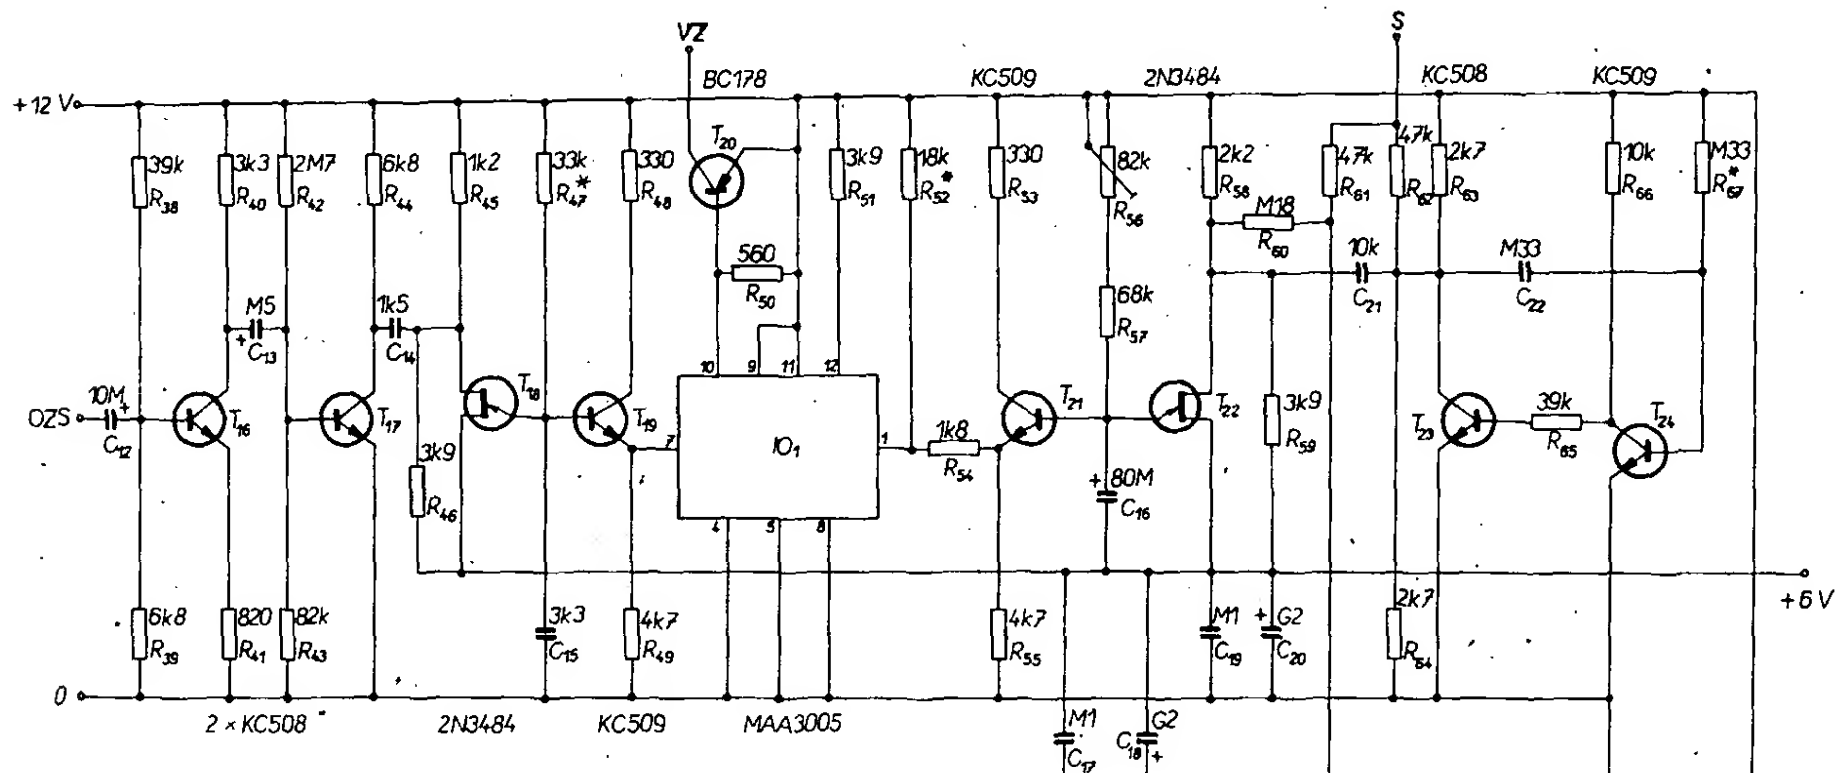 VZ
S
BC178
KC509
2N3484
KC508
KC509
+12 V
T20
39k
R38
3k3
R40
2M7
R42
6k8
R44
1k2
R45
33k
R47*
330
R48
3k9
R51
18k
R52*
330
R53
82k
R56
2k2
R58
47k
R61
47k
R62
2k7
R63
10k
R66
M33
R67*
M18
R60
560
R50
10k
C21
M33
C22
68k
R57
M5
+
C13
1k5
C14
10
9
11
12
OZS
10M
+
C12
T16
T17
T18
T19
7
IO1
1
1k8
R54
T21
T22
3k9
R59
T23
39k
R65
T24
3k9
R46
+
80M
C16
4
5
8
6k8
R39
820
R41
82k
R43
3k3
C15
4k7
R49
4k7
R55
M1
C19
+
G2
C20
2k7
R64
+6 V
0
2 × KC508
2N3484
KC509
MAA3005
M1
C17
G2
C18
+